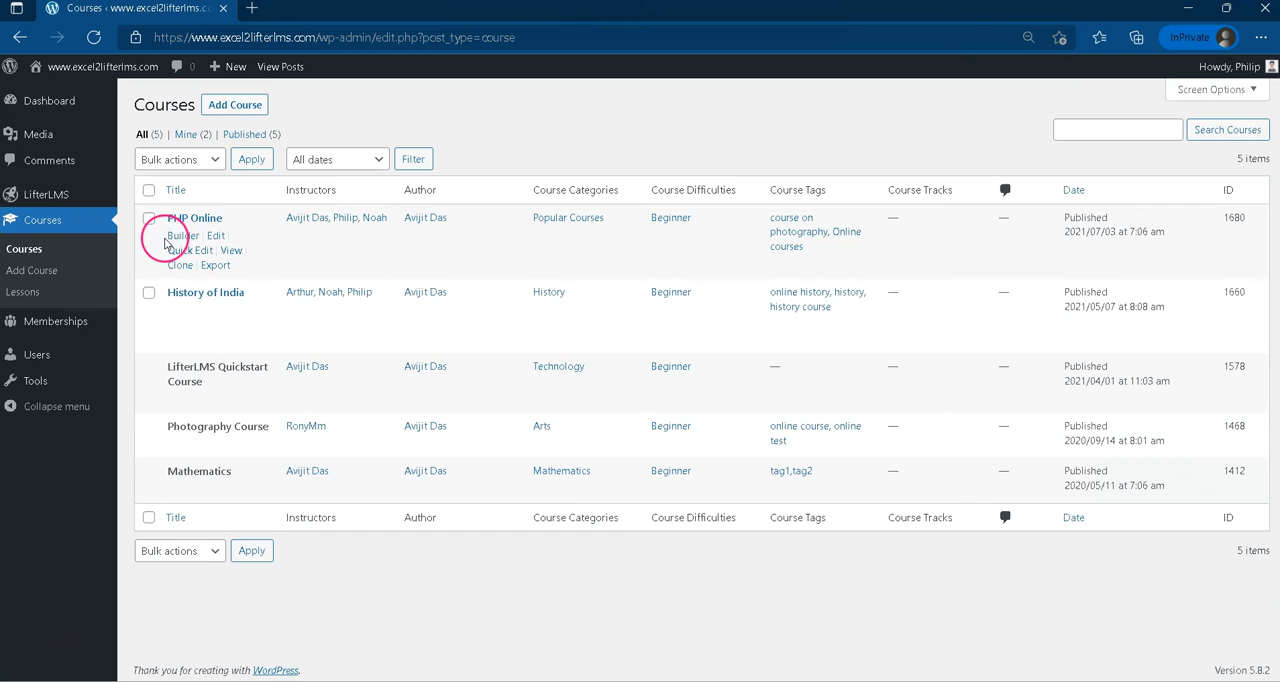 Courses < www.excel2lifterlms.co
https://www.excel2lifterlms.com/wp-admin/edit.php?post_type=course
InPrivate
www.excel2lifterlms.com 0 New View Posts
Howdy, Philip
Screen Options
Dashboard
Media
Comments
LifterLMS
Courses
Courses
Add Course
Lessons
Memberships
Users
Tools
Collapse menu
Courses Add Course
All (5) | Mine (2) | Published (5)
Search Courses
Bulk actions Apply All dates Filter
5 items
Title Instructors Author Course Categories Course Difficulties Course Tags Course Tracks Date ID
PHP Online Avijit Das, Philip, Noah Avijit Das Popular Courses Beginner course on — — Published 1680
photography, Online 2021/07/03 at 7:06 am
courses
Builder | Edit
Quick Edit | View |
Clone | Export
History of India Arthur, Noah, Philip Avijit Das History Beginner online history, history, — — Published 1660
history course 2021/05/07 at 8:08 am
LifterLMS Quickstart Avijit Das Avijit Das Technology Beginner — — — Published 1578
Course 2021/04/01 at 11:03 am
Photography Course RonyMm Avijit Das Arts Beginner online course, online — — Published 1468
test 2020/09/14 at 8:01 am
Mathematics Avijit Das Avijit Das Mathematics Beginner tag1,tag2 — — Published 1412
2020/05/11 at 7:06 am
Title Instructors Author Course Categories Course Difficulties Course Tags Course Tracks Date ID
Bulk actions Apply
5 items
Thank you for creating with WordPress.
Version 5.8.2